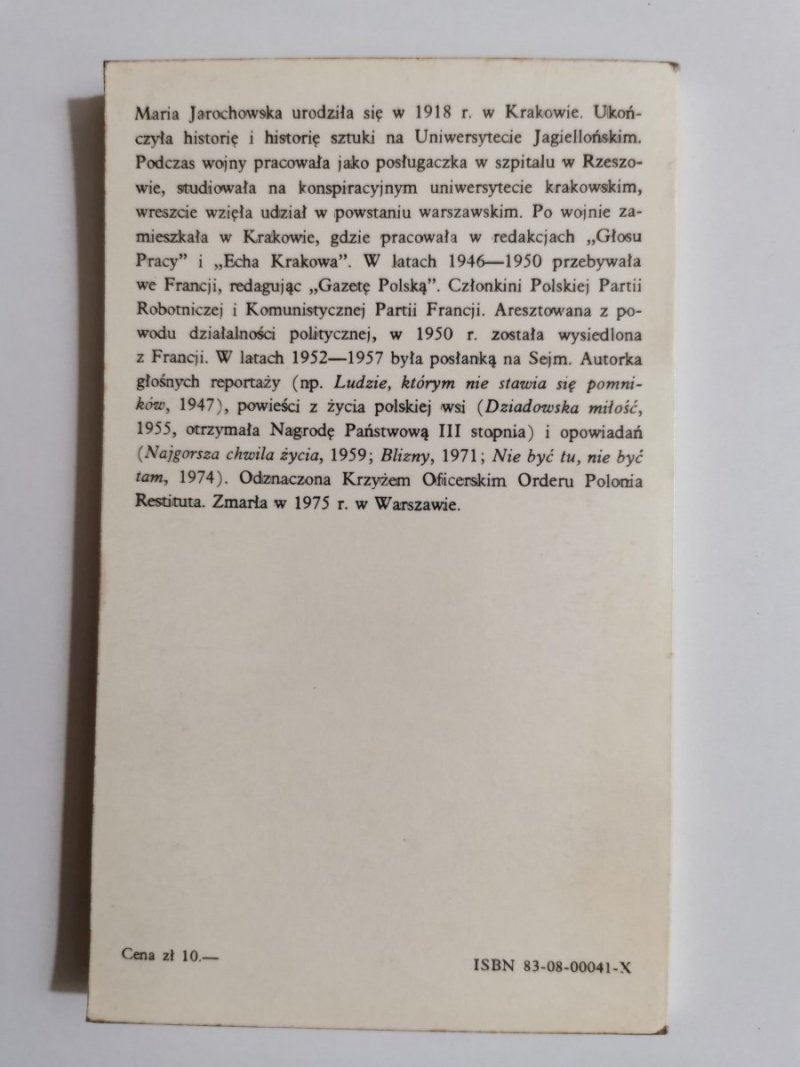 Maria Jarochowska urodziła się w 1918 r. w Krakowie. Ukoń-
czyła historię i historię sztuki na Uniwersytecie Jagiellońskim.
Podczas wojny pracowała jako posługaczka w szpitalu w Rzeszo-
wie, studiowała na konspiracyjnym uniwersytecie krakowskim,
wreszcie wzięła udział w powstaniu warszawskim. Po wojnie za-
mieszkała w Krakowie, gdzie pracowała w redakcjach „Głosu
Pracy” i „Echa Krakowa”. W latach 1946—1950 przebywała
we Francji, redagując „Gazetę Polską”. Członkini Polskiej Partii
Robotniczej i Komunistycznej Partii Francji. Aresztowana z po-
wodu działalności politycznej, w 1950 r. została wysiedlona
z Francji. W latach 1952—1957 była posłanką na Sejm. Autorka
głośnych reportaży (np. Ludzie, którym nie stawia się pomni-
ków, 1947), powieści z życia polskiej wsi (Dziadowska miłość,
1955, otrzymała Nagrodę Państwową III stopnia) i opowiadań
(Najgorsza chwila życia, 1959; Blizny, 1971; Nie być tu, nie być
tam, 1974). Odznaczona Krzyżem Oficerskim Orderu Polonia
Restituta. Zmarła w 1975 r. w Warszawie.
Cena zł 10.—
ISBN 83-08-00041-X